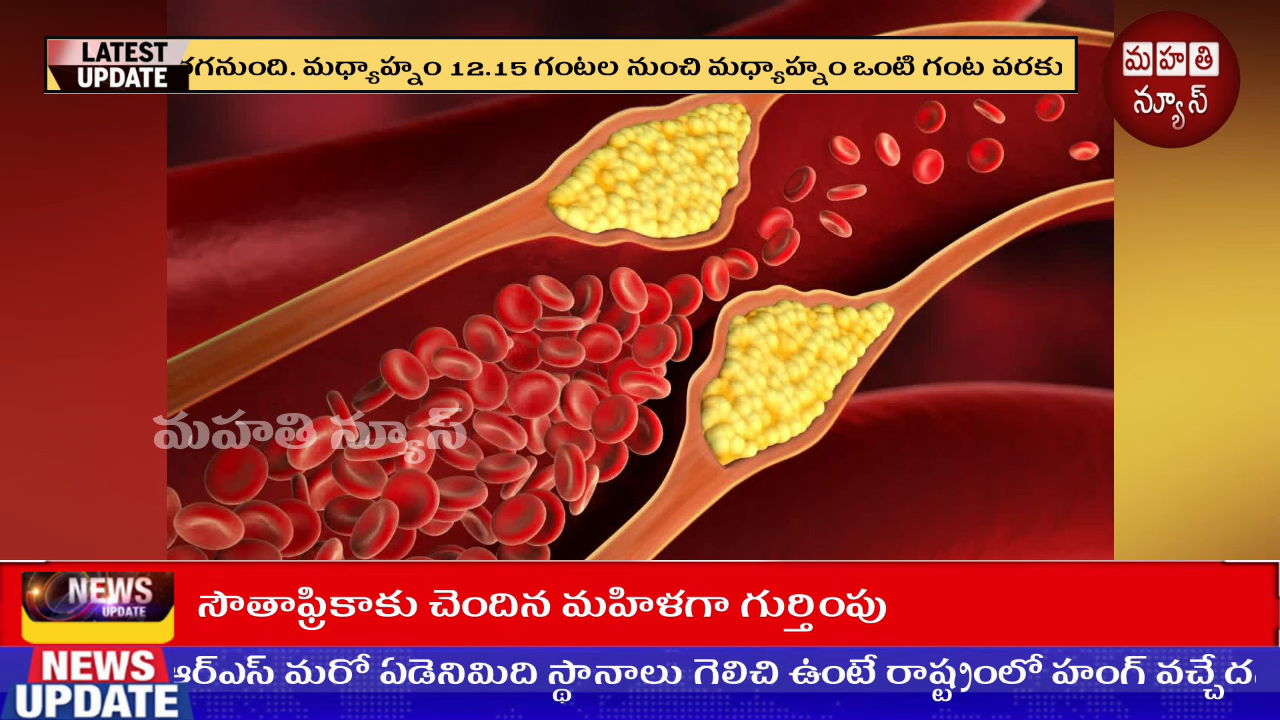 LATEST
UPDATE
రగనుంది. మధ్యాహ్నం 12.15 గంటల నుంచి మధ్యాహ్నం ఒంటి గంట వరకు
మహతి
న్యూస్
మహతి న్యూస్
NEWS
UPDATE
సౌతాఫ్రికాకు చెందిన మహిళగా గుర్తింపు
NEWS
UPDATE
ఆర్ఎస్ మరో ఏడెనిమిది స్థానాలు గెలిచి ఉంటే రాష్ట్రంలో హంగ్ వచ్చేద